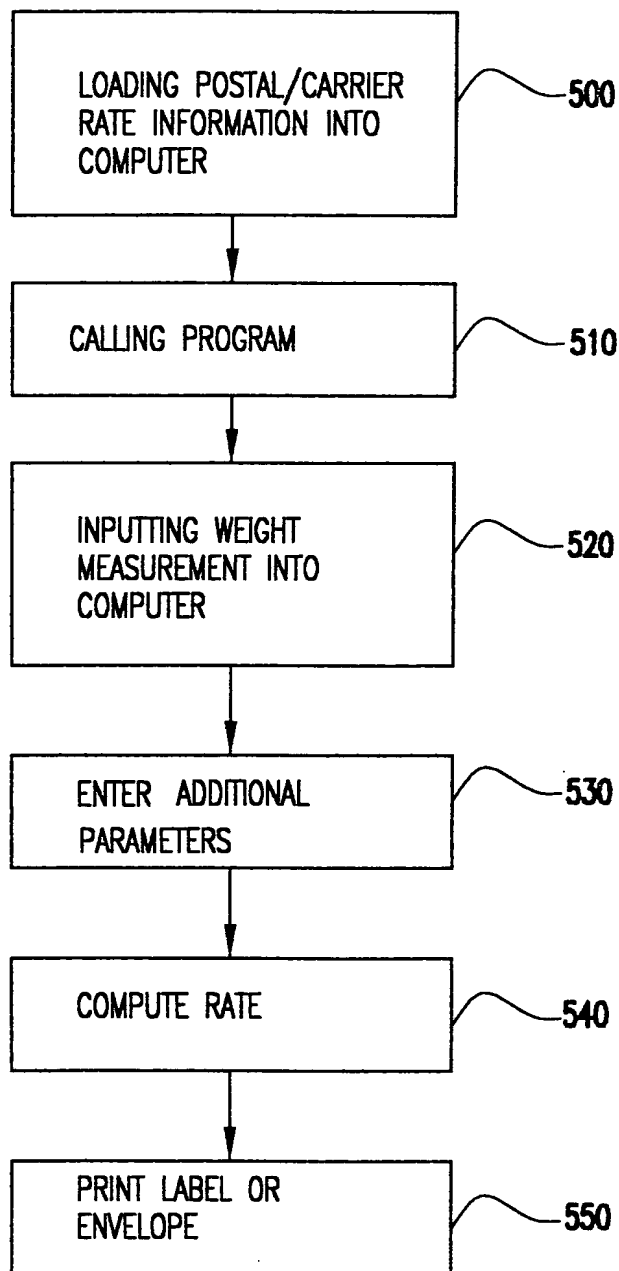 LOADING POSTAL/CARRIER
RATE INFORMATION INTO
COMPUTER
500
CALLING PROGRAM
510
INPUTTING WEIGHT
MEASUREMENT INTO
COMPUTER
520
ENTER ADDITIONAL
PARAMETERS
530
COMPUTE RATE
540
PRINT LABEL OR
ENVELOPE
550